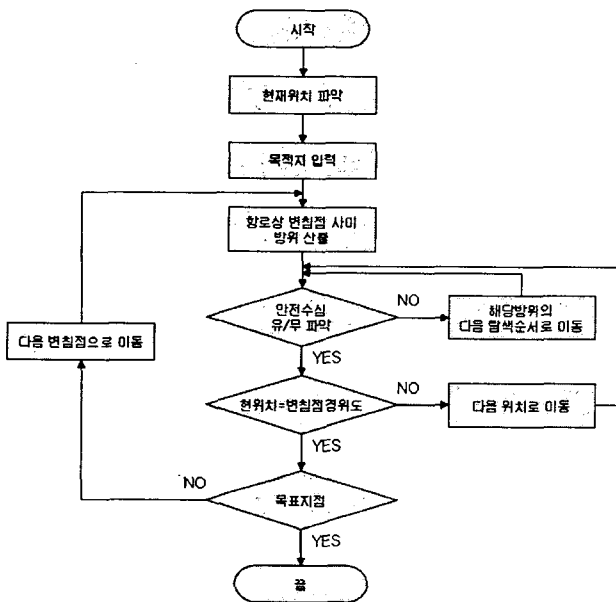 시작
현재위치 파악
목적지 입력
항로상 변침점 사이
방위 산출
안전수심
유/무 파악
NO
해당방위의
다음 탐색순서로 이동
다음 변침점으로 이동
YES
현위치=변침점경위도
NO
다음 위치로 이동
YES
NO
목표지점
YES
끝